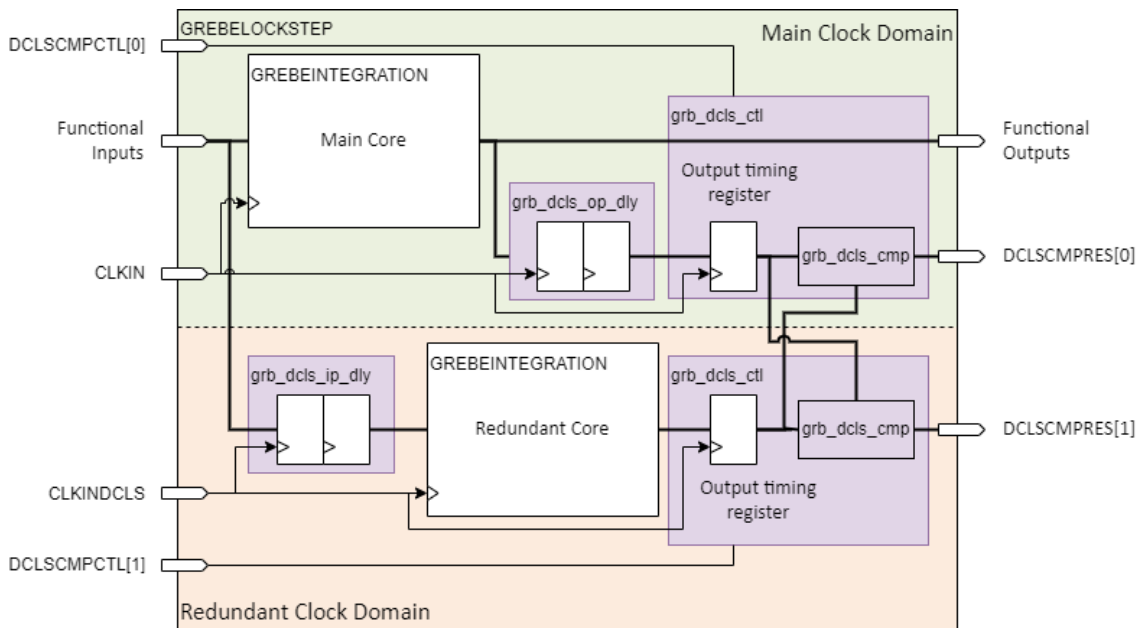 GREBELOCKSTEP
Main Clock Domain
DCLSCMPCTL[0]
GREBEINTEGRATION
grb_dcls_ctl
Functional
Inputs
Main Core
Functional
Outputs
Output timing
register
grb_dcls_op_dly
grb_dcls_cmp
DCLSCMPRES[0]
CLKIN
GREBEINTEGRATION
grb_dcls_ctl
grb_dcls_ip_dly
Redundant Core
grb_dcls_cmp
DCLSCMPRES[1]
CLKINDCLS
Output timing
register
DCLSCMPCTL[1]
Redundant Clock Domain